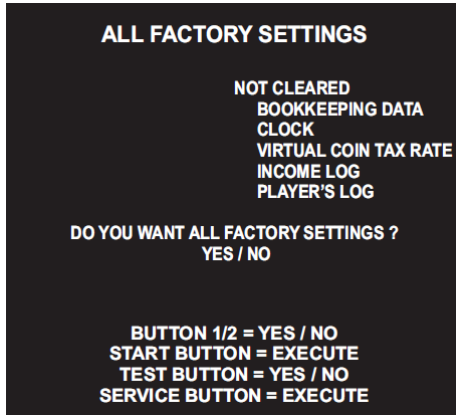 ALL FACTORY SETTINGS
NOT CLEARED
BOOKKEEPING DATA
CLOCK
VIRTUAL COIN TAX RATE
INCOME LOG
PLAYER'S LOG
DO YOU WANT ALL FACTORY SETTINGS ?
YES / NO
BUTTON 1/2 = YES / NO
START BUTTON = EXECUTE
TEST BUTTON = YES / NO
SERVICE BUTTON = EXECUTE